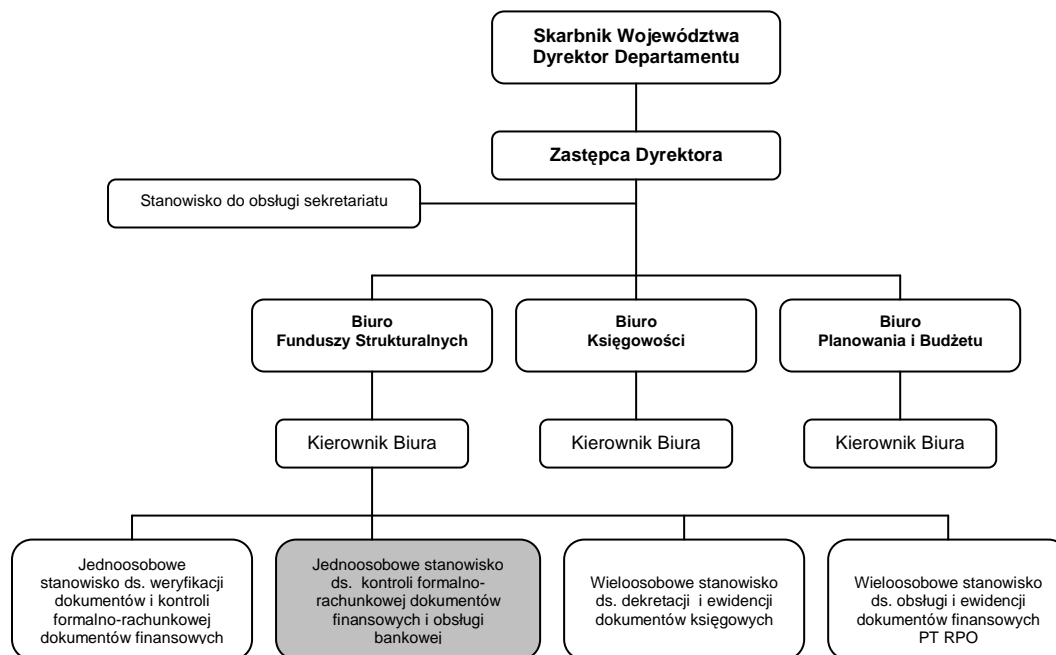 Skarbnik Województwa
Dyrektor Departamentu
Zastępca Dyrektora
Stanowisko do obsługi sekretariatu
Biuro
Funduszy Strukturalnych
Biuro
Księgowości
Biuro
Planowania i Budżetu
Kierownik Biura
Kierownik Biura
Kierownik Biura
Jednoosobowe
stanowisko ds. weryfikacji
dokumentów i kontroli
formalno-rachunkowej
dokumentów finansowych
Jednoosobowe stanowisko
ds. kontroli formalno-
rachunkowej dokumentów
finansowych i obsługi
bankowej
Wieloosobowe stanowisko
ds. dekretacji i ewidencji
dokumentów księgowych
Wieloosobowe stanowisko
ds. obsługi i ewidencji
dokumentów finansowych
PT RPO